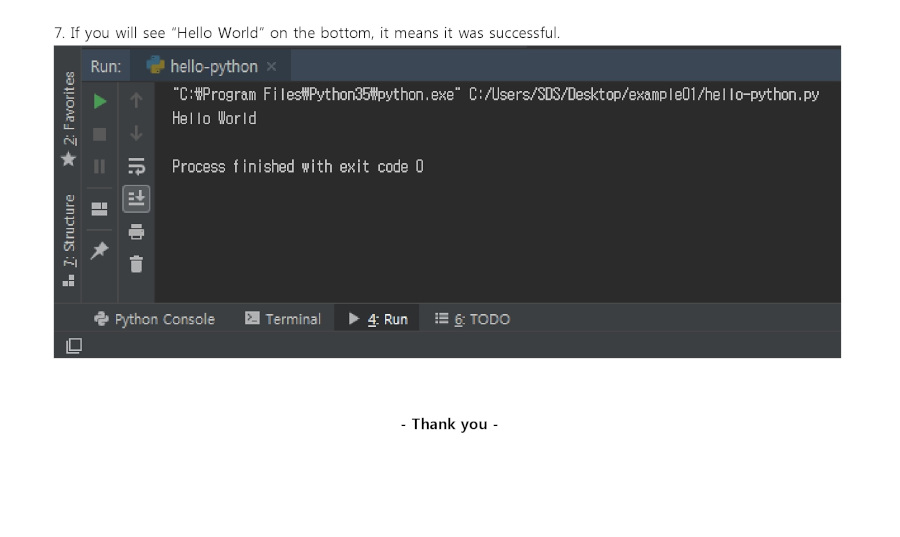 7. If you will see “Hello World” on the bottom, it means it was successful.
Run: hello-python ×
"C:₩Program Files₩Python35₩python.exe" C:/Users/SDS/Desktop/example01/hello-python.py
Hello World
Process finished with exit code 0
2: Favorites
7: Structure
Python Console Terminal 4: Run 6: TODO
- Thank you -